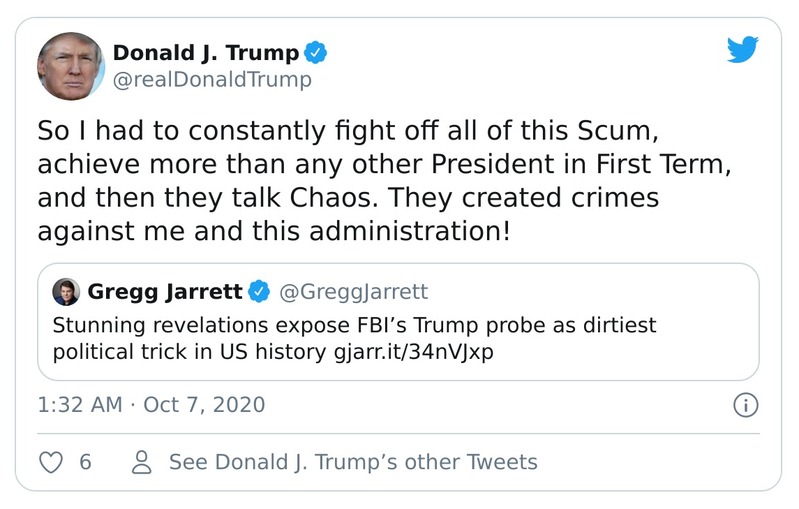 Donald J. Trump
@realDonaldTrump
So I had to constantly fight off all of this Scum,
achieve more than any other President in First Term,
and then they talk Chaos. They created crimes
against me and this administration!
Gregg Jarrett @GreggJarrett
Stunning revelations expose FBI’s Trump probe as dirtiest
political trick in US history gjarr.it/34nVJxp
1:32 AM · Oct 7, 2020
6 See Donald J. Trump’s other Tweets